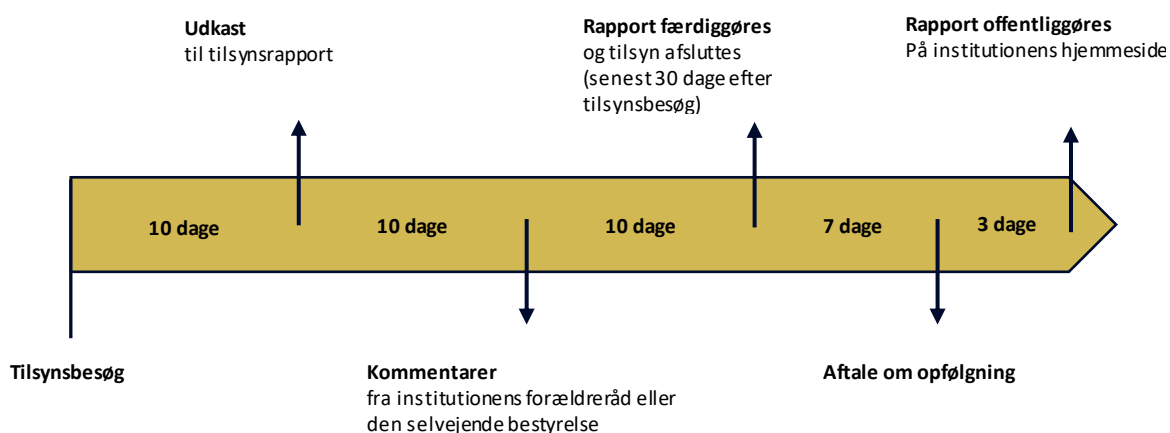 Udkast
til tilsynsrapport
Rapport færdiggøres
og tilsyn afsluttes
(senest 30 dage efter
tilsynsbesøg)
Rapport offentliggøres
På institutionens hjemmeside
10 dage
10 dage
10 dage
7 dage
3 dage
Tilsynsbesøg
Kommentarer
fra institutionens forældreråd eller
den selvejende bestyrelse
Aftale om opfølgning